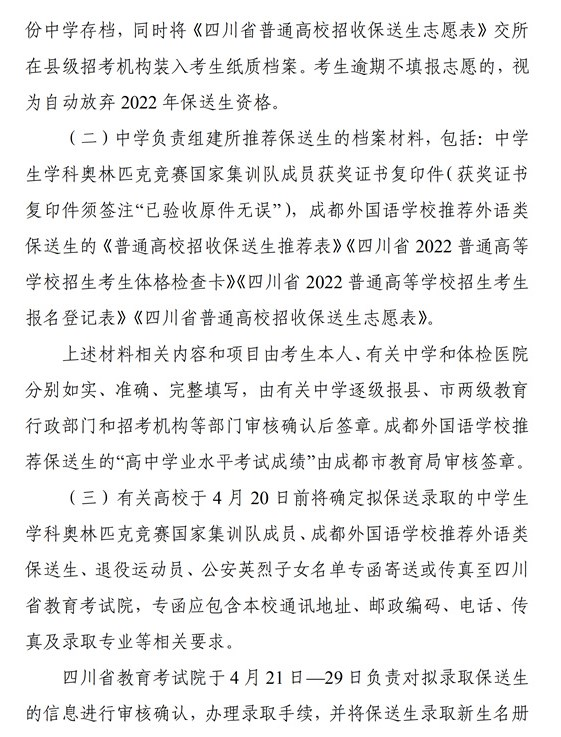 份中学存档，同时将《四川省普通高校招收保送生志愿表》交所
在县级招考机构装入考生纸质档案。考生逾期不填报志愿的，视
为自动放弃 2022 年保送生资格。
（二）中学负责组建所推荐保送生的档案材料，包括：中学
生学科奥林匹克竞赛国家集训队成员获奖证书复印件（获奖证书
复印件须签注“已验收原件无误”），成都外国语学校推荐外语类
保送生的《普通高校招收保送生推荐表》《四川省 2022 普通高等
学校招生考生体格检查卡》《四川省 2022 普通高等学校招生考生
报名登记表》《四川省普通高校招收保送生志愿表》。
上述材料相关内容和项目由考生本人、有关中学和体检医院
分别如实、准确、完整填写，由有关中学逐级报县、市两级教育
行政部门和招考机构等部门审核确认后签章。成都外国语学校推
荐保送生的“高中学业水平考试成绩”由成都市教育局审核签章。
（三）有关高校于 4 月 20 日前将确定拟保送录取的中学生
学科奥林匹克竞赛国家集训队成员、成都外国语学校推荐外语类
保送生、退役运动员、公安英烈子女名单专函寄送或传真至四川
省教育考试院，专函应包含本校通讯地址、邮政编码、电话、传
真及录取专业等相关要求。
四川省教育考试院于 4 月 21 日—29 日负责对拟录取保送生
的信息进行审核确认，办理录取手续，并将保送生录取新生名册